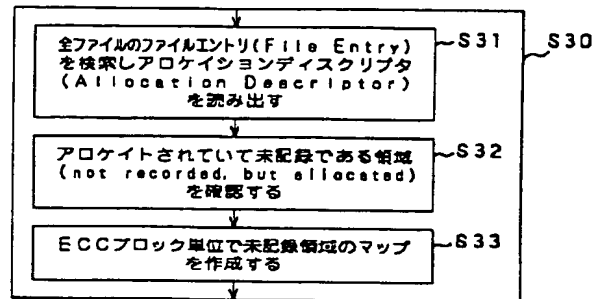 全ファイルのファイルエントリ(File Entry)
を検索しアロケイションディスクリプタ
(Allocation Descriptor)
を読み出す
S31
S30
アロケイトされていて未記録である領域
(not recorded, but allocated)
を確認する
S32
ECCブロック単位で未記録領域のマップ
を作成する
S33